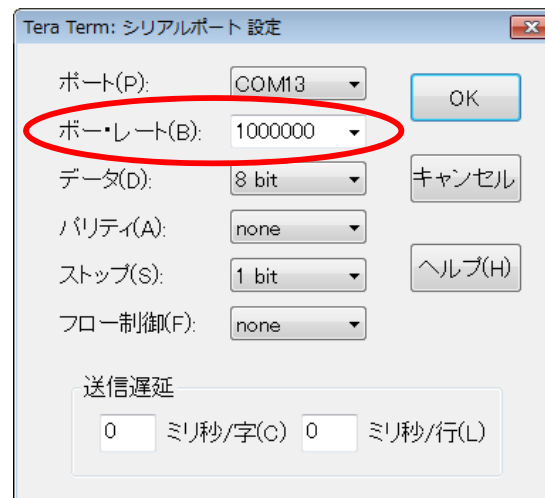 Tera Term: シリアルポート 設定
ポート(P): COM13
OK
ボー・レート(B): 1000000
データ(D): 8 bit
キャンセル
パリティ(A): none
ストップ(S): 1 bit
ヘルプ(H)
フロー制御(F): none
送信遅延
0 ミリ秒/字(C) 0 ミリ秒/行(L)